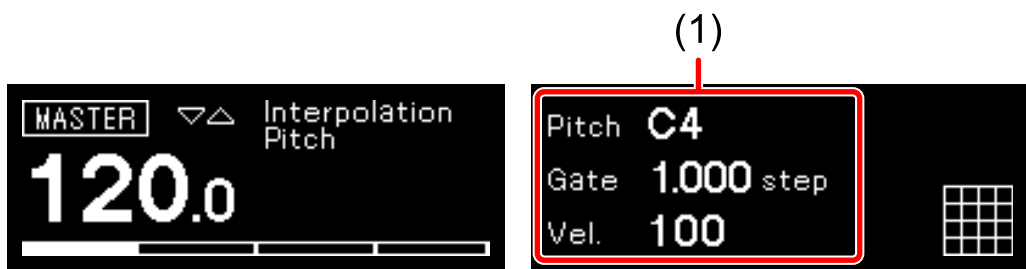 (1)
MASTER ▽△ Interpolation
Pitch
120.0
Pitch C4
Gate 1.000 step
Vel. 100